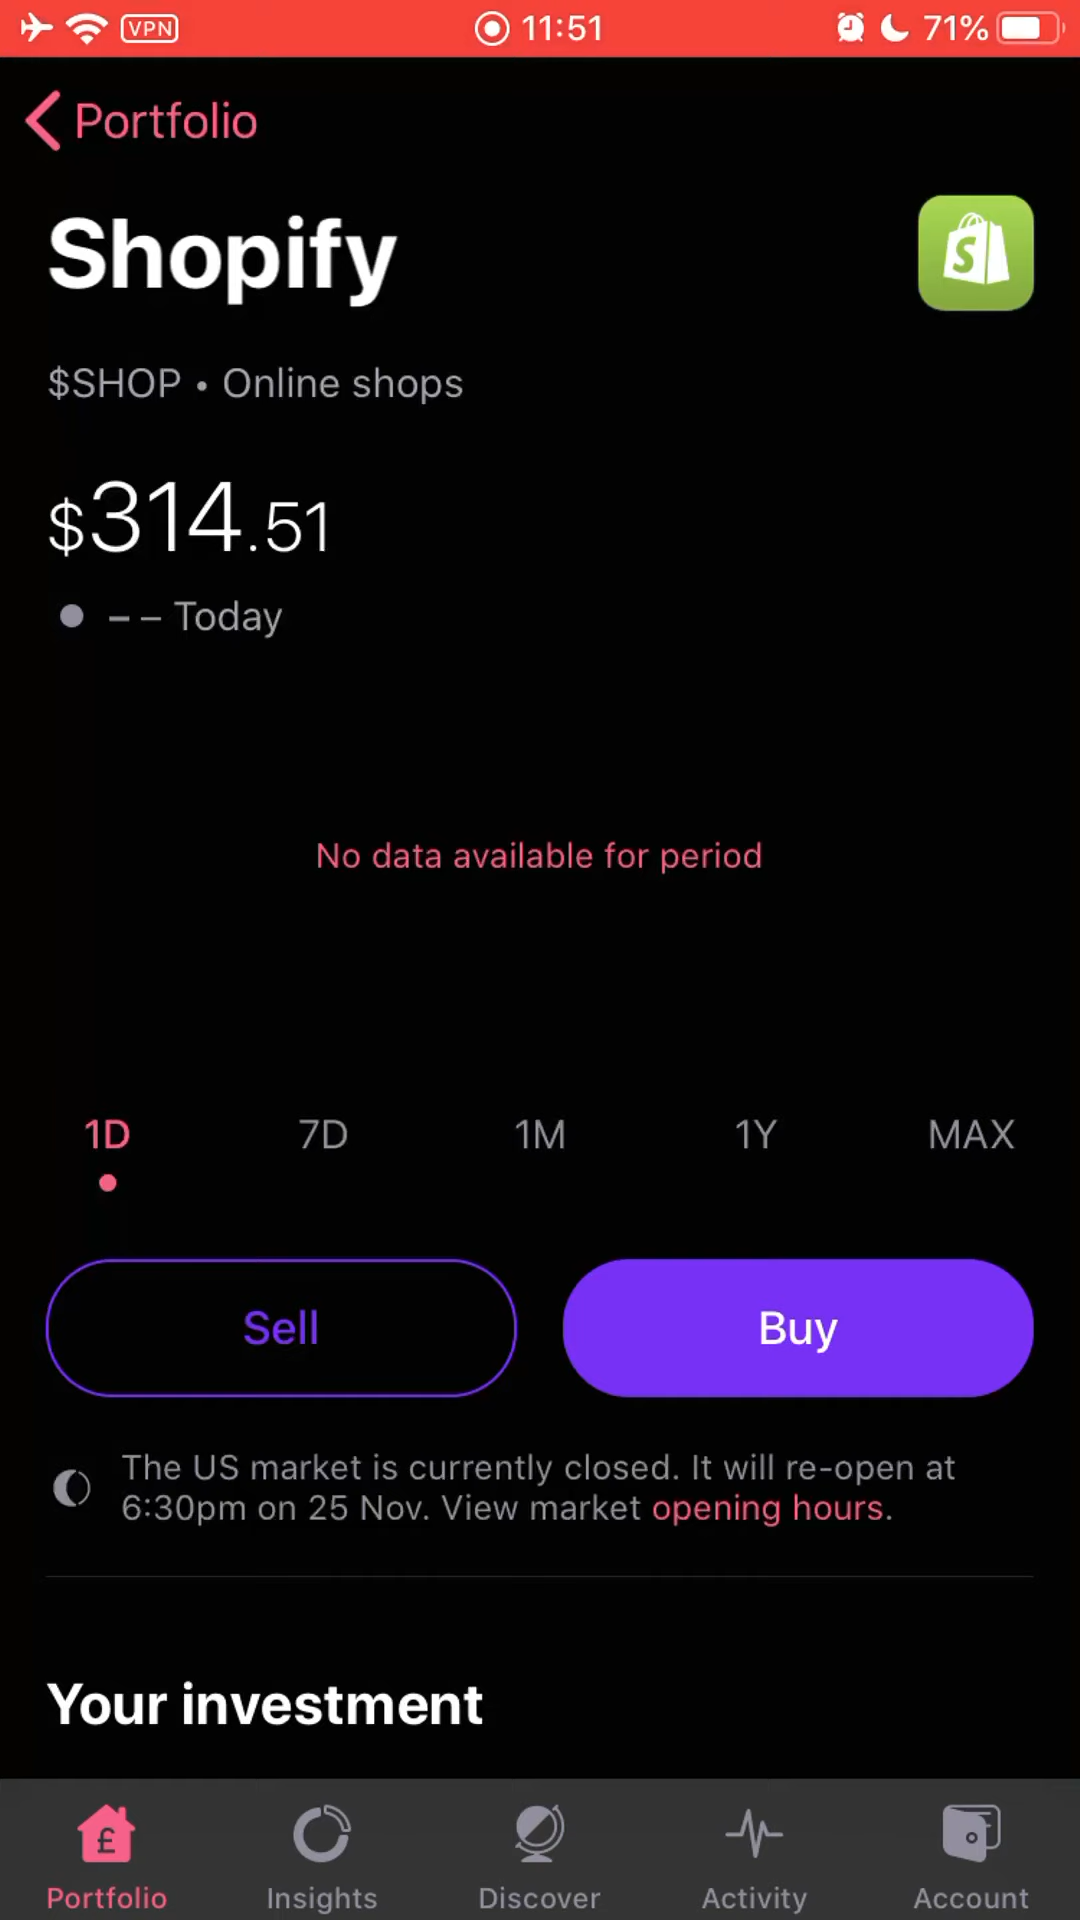 VPN 11:51 71%
Portfolio
Shopify
S
$SHOP • Online shops
$314.51
– – Today
No data available for period
1D 7D 1M 1Y MAX
Sell Buy
The US market is currently closed. It will re-open at
6:30pm on 25 Nov. View market opening hours.
Your investment
£
Portfolio Insights Discover Activity Account